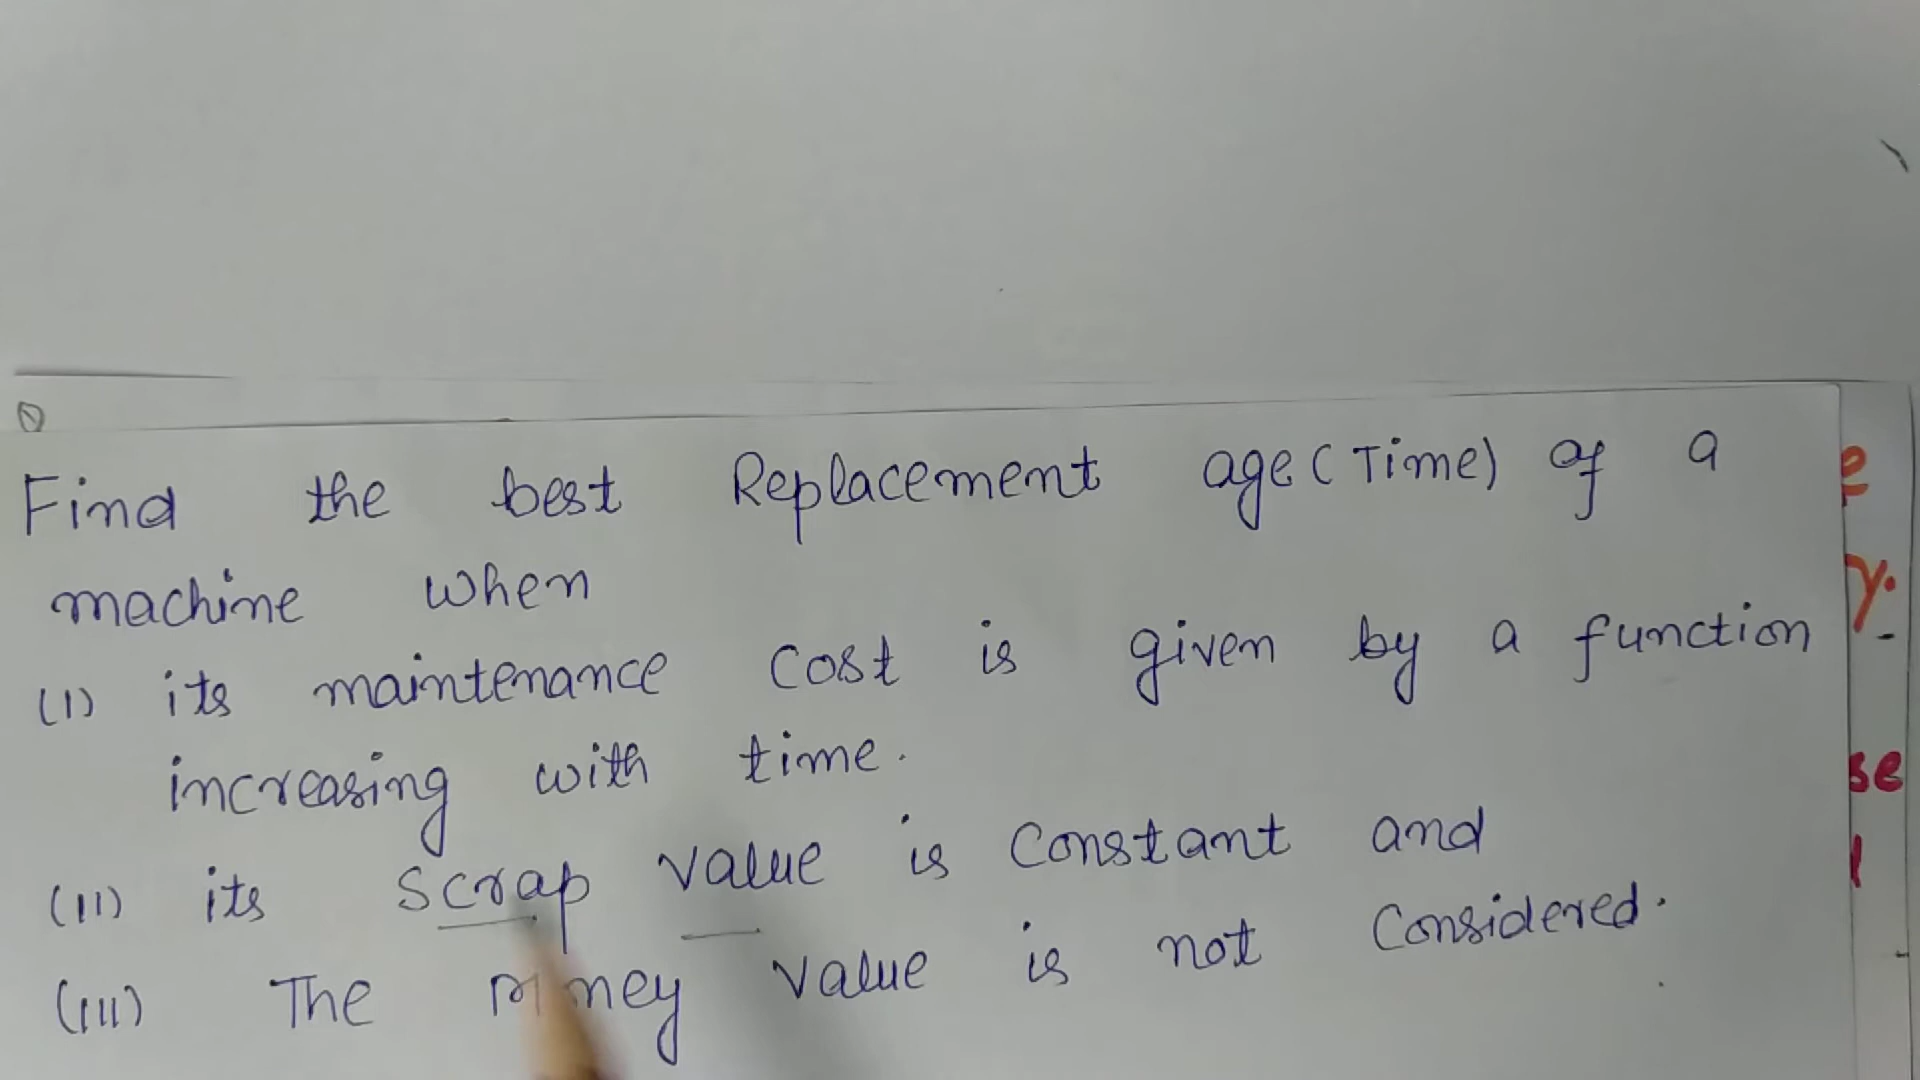 Find the best Replacement age (Time) of a
machine when
(I) its maintenance cost is given by a function
increasing with time.
(II) its scrap value is constant and
(III) The value is not considered.